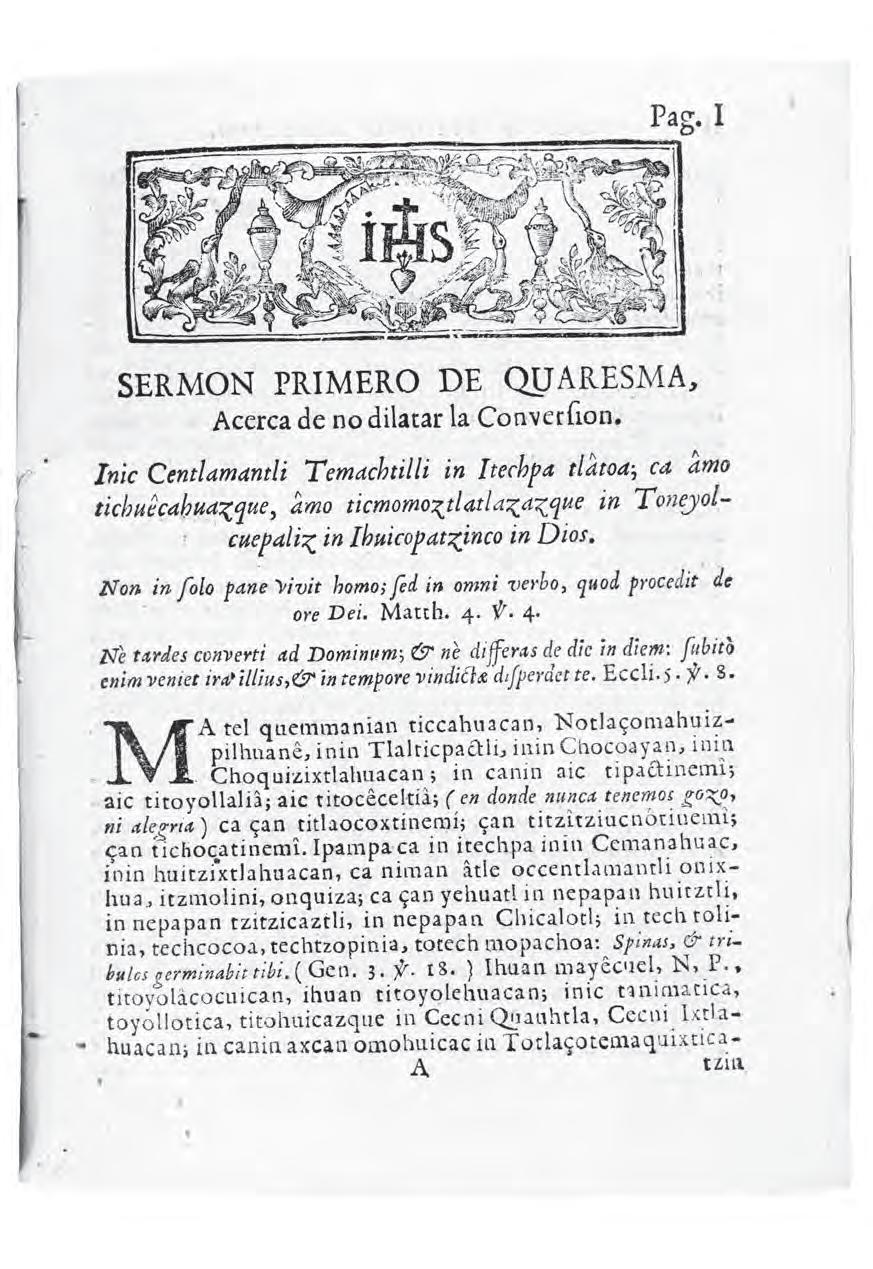 Pag. I
iHS
SERMON PRIMERO DE QUARESMA,
Acerca de no dilatar la Converſion.
Inic Centlamantli Temachtilli in Itechpa tlâtoa; ca âmo
tichuêcahuazque, âmo ticmomoztlatlazazque in Toneyol-
cuepaliz in Ihuicopatzinco in Dios.
Non in ſolo pane vivit homo; ſed in omni verbo, quod procedit de
ore Dei. Matth. 4. ℣. 4.
Nè tardes converti ad Dominum; & nè differas de die in diem: ſubitò
enim veniet ira illius, & in tempore vindictæ diſperdet te. Eccli. 5. ℣. 8.
MA tel quemmanian ticcahuacan, Notlaçomahuiz-
pilhuanê, inin Tlalticpactli, inin Chocoayan, inin
Choquizixtlahuacan; in canin aic tipactinemî;
aic titoyollaliâ; aic titocêceltiâ; (en donde nunca tenemos gozo,
ni alegria) ca çan titlaocoxtinemî; çan titzîtziucnòtinemî;
çan tichoçatinemî. Ipampa ca in itechpa inin Cemanahuac,
inin huitzixtlahuacan, ca niman âtle occentlamantli onix-
hua, itzmolini, onquiza; ca çan yehuatl in nepapan huitztli,
in nepapan tzitzicaztli, in nepapan Chicalotl; in tech toli-
nia, techcocoa, techtzopinia, totech mopachoa: Spinas, & tri-
bulos germinabit tibi. (Gen. 3. ℣. 18. ) Ihuan mayêcuel, N, P.,
titoyolàcocuican, ihuan titoyolehuacan; inic tanimatica,
toyollotica, titohuicazque in Cecni Quauhtla, Cecni Ixtla-
huacan; in canin axcan omohuicac in Totlaçotemaquixtica-
A
tzin